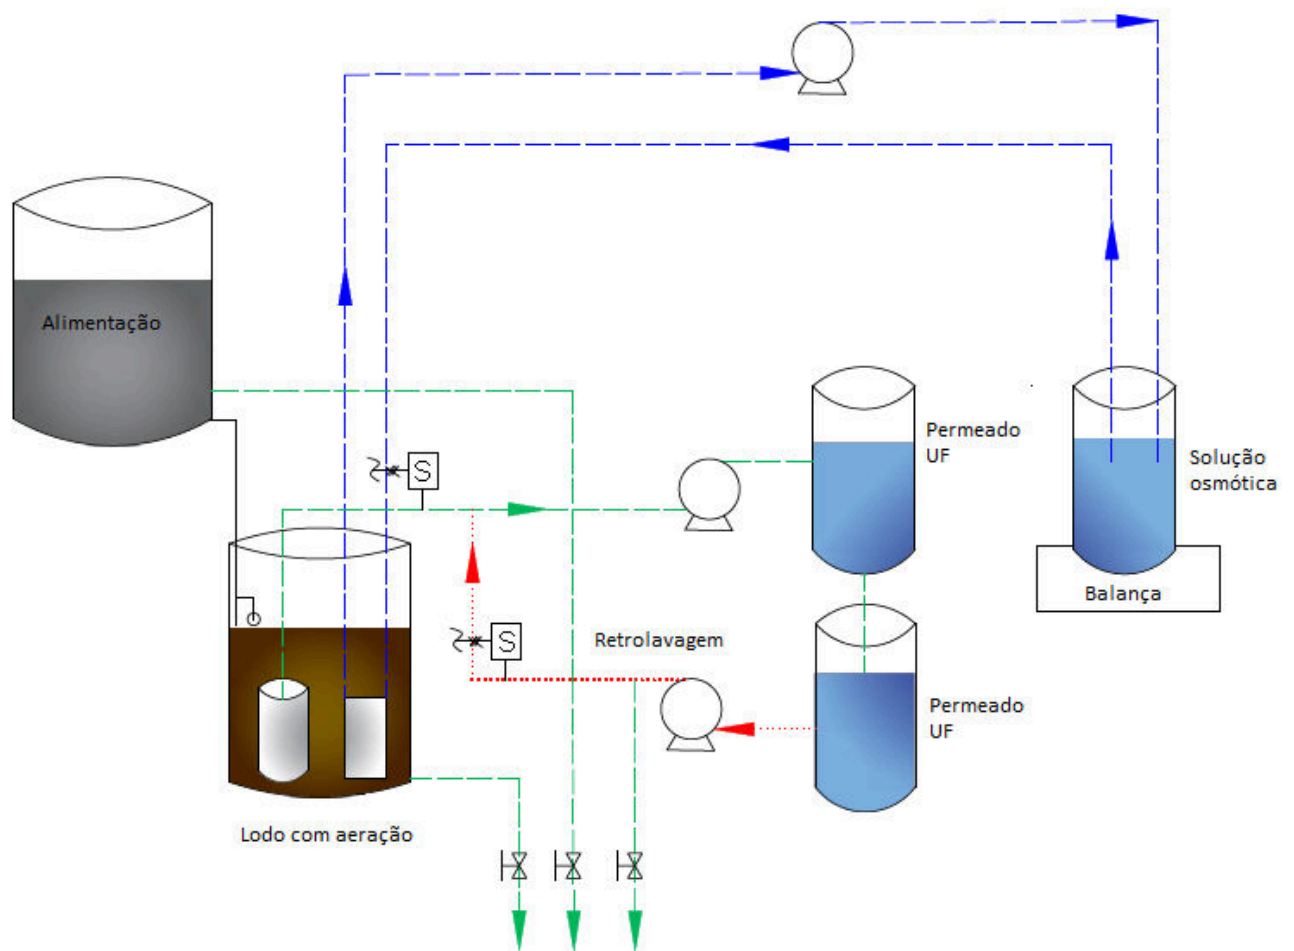 Alimentação
S
Permeado
UF
Solução
osmótica
Balança
S
Retrolavagem
Permeado
UF
Lodo com aeração